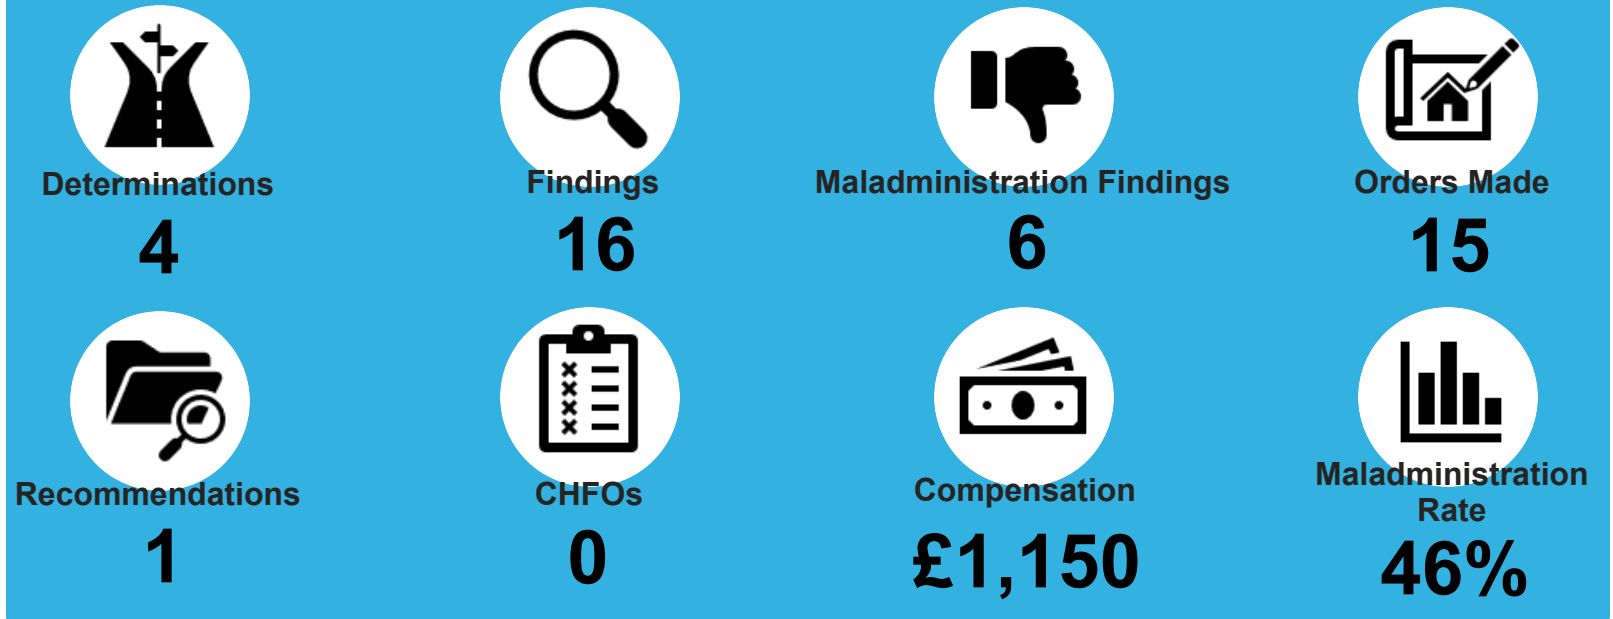 Determinations
4
Findings
16
Maladministration Findings
6
Orders Made
15
Recommendations
1
CHFOs
0
Compensation
£1,150
Maladministration
Rate
46%